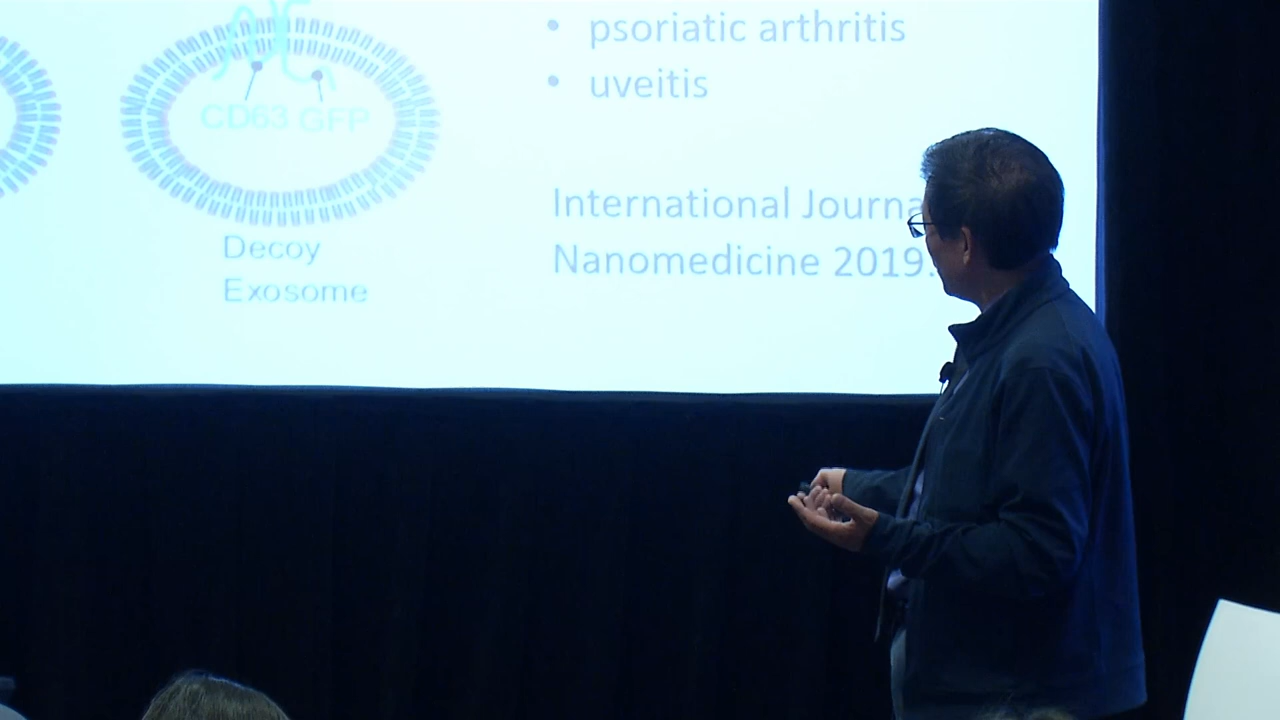 CD63 GFP
Decoy
Exosome
• psoriatic arthritis
• uveitis
International Journa
Nanomedicine 2019.